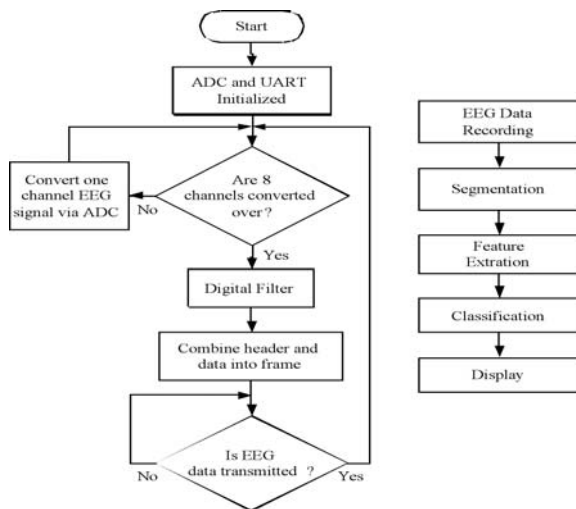 Start
ADC and UART
Initialized
Convert one
channel EEG
signal via ADC
No
Are 8
channels converted
over?
Yes
Digital Filter
Combine header and
data into frame
Is EEG
data transmitted ?
No
Yes
EEG Data
Recording
Segmentation
Feature
Extration
Classification
Display